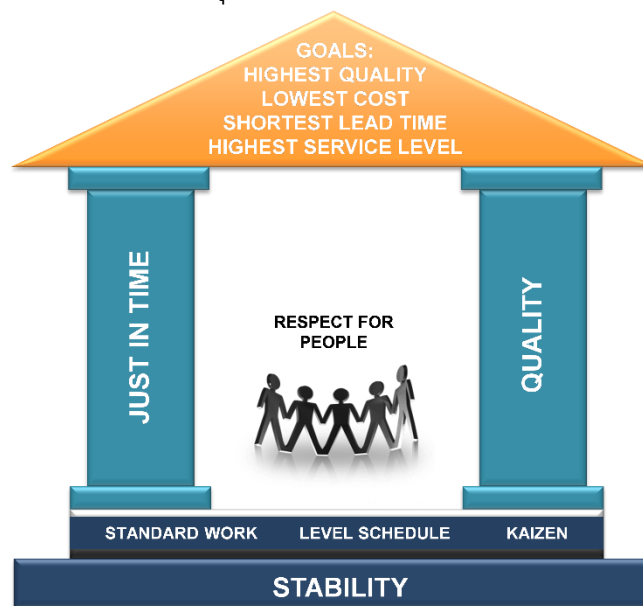 GOALS:
HIGHEST QUALITY
LOWEST COST
SHORTEST LEAD TIME
HIGHEST SERVICE LEVEL
JUST IN TIME
RESPECT FOR
PEOPLE
QUALITY
STANDARD WORK
LEVEL SCHEDULE
KAIZEN
STABILITY